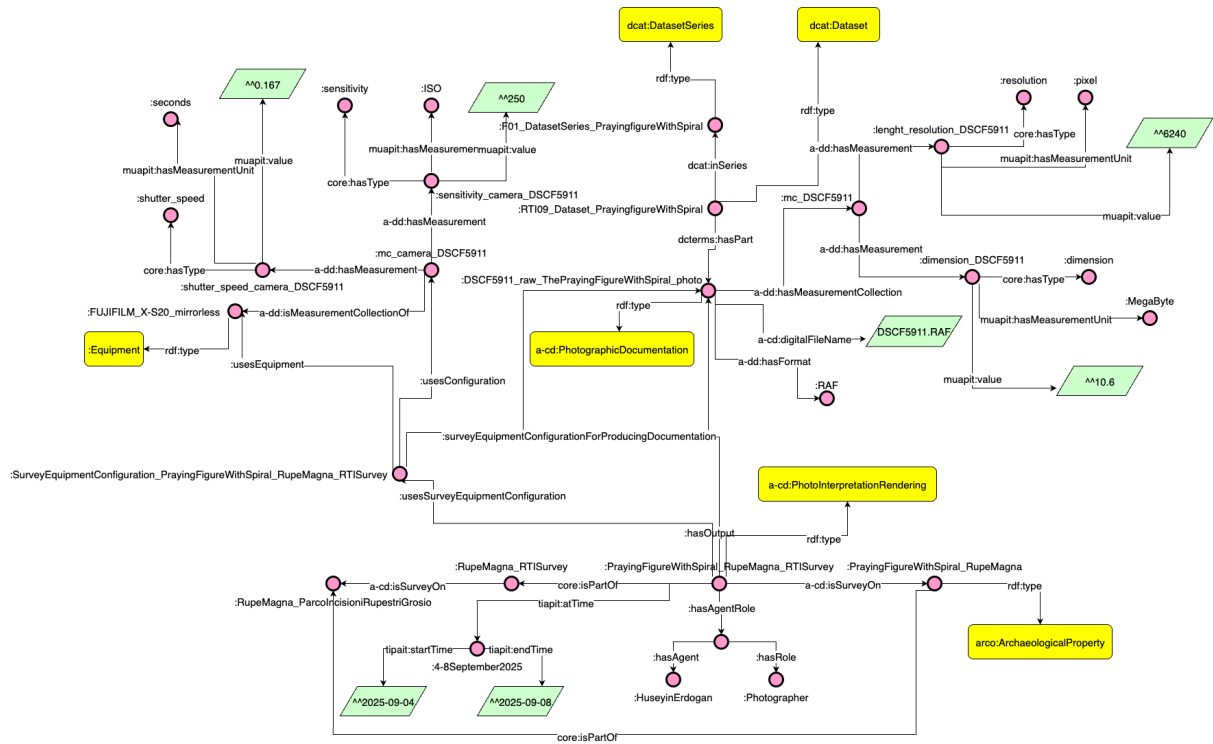 dcat:DatasetSeries
dcat:Dataset
rdf:type
^^0.167
:seconds
:sensitivity
:ISO
^^250
:resolution
:pixel
rdf:type
:F01_DatasetSeries_PrayingfigureWithSpiral
:lenght_resolution_DSCF5911
core:hasType
^^6240
muapit:value
muapit:hasMeasurementUnit
muapit:hasMeasuremen
muapit:value
a-dd:hasMeasurement
muapit:hasMeasurementUnit
dcat:inSeries
core:hasType
:sensitivity_camera_DSCF5911
:shutter_speed
:RTI09_Dataset_PrayingfigureWithSpiral
:mc_DSCF5911
muapit:value
a-dd:hasMeasurement
dcterms:hasPart
a-dd:hasMeasurement
:mc_camera_DSCF5911
core:hasType
a-dd:hasMeasurement
:dimension_DSCF5911
:shutter_speed_camera_DSCF5911
:DSCF5911_raw_ThePrayingFigureWithSpiral_photo
core:hasType
:dimension
a-dd:hasMeasurementCollection
rdf:type
:FUJIFILM_X-S20_mirrorless
a-dd:isMeasurementCollectionOf
muapit:hasMeasurementUnit
:MegaByte
:Equipment
rdf:type
a-cd:PhotographicDocumentation
a-cd:digitalFileName
DSCF5911.RAF
:usesEquipment
a-dd:hasFormat
:usesConfiguration
:RAF
muapit:value
^^10.6
:surveyEquipmentConfigurationForProducingDocumentation
:SurveyEquipmentConfiguration_PrayingFigureWithSpiral_RupeMagna_RTISurvey
:usesSurveyEquipmentConfiguration
a-cd:PhotoInterpretationRendering
:hasOutput
rdf:type
:RupeMagna_RTISurvey
:PrayingFigureWithSpiral_RupeMagna_RTISurvey
:PrayingFigureWithSpiral_RupeMagna
a-cd:isSurveyOn
core:isPartOf
a-cd:isSurveyOn
rdf:type
:RupeMagna_ParcoIncisioniRupestriGrosio
tiapit:atTime
:hasAgentRole
arco:ArchaeologicalProperty
tipait:startTime
tiapit:endTime
:hasAgent
:hasRole
:4-8September2025
^^2025-09-04
^^2025-09-08
:HuseyinErdogan
:Photographer
core:isPartOf